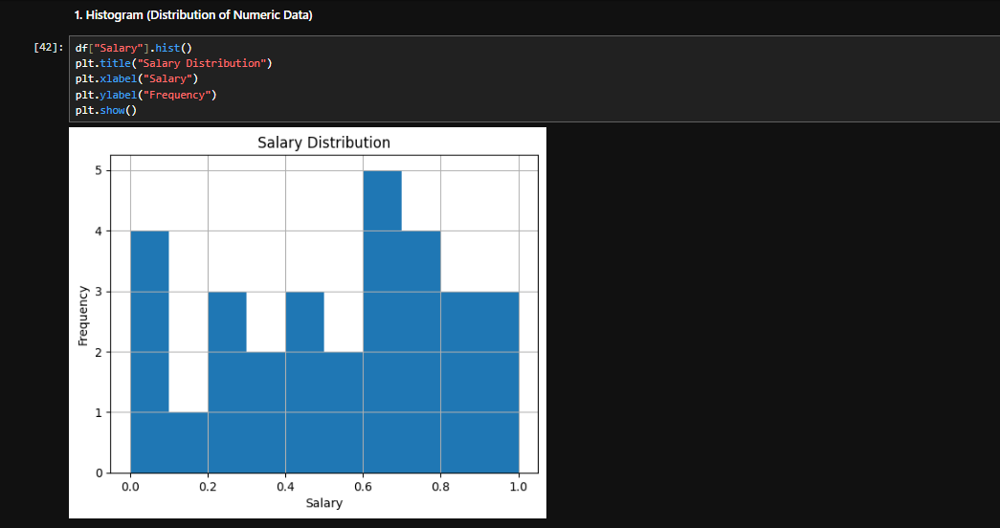 1. Histogram (Distribution of Numeric Data)
[42]:
df["Salary"].hist()
plt.title("Salary Distribution")
plt.xlabel("Salary")
plt.ylabel("Frequency")
plt.show()
Salary Distribution
Frequency
5
4
3
2
1
0
0.0 0.2 0.4 0.6 0.8 1.0
Salary